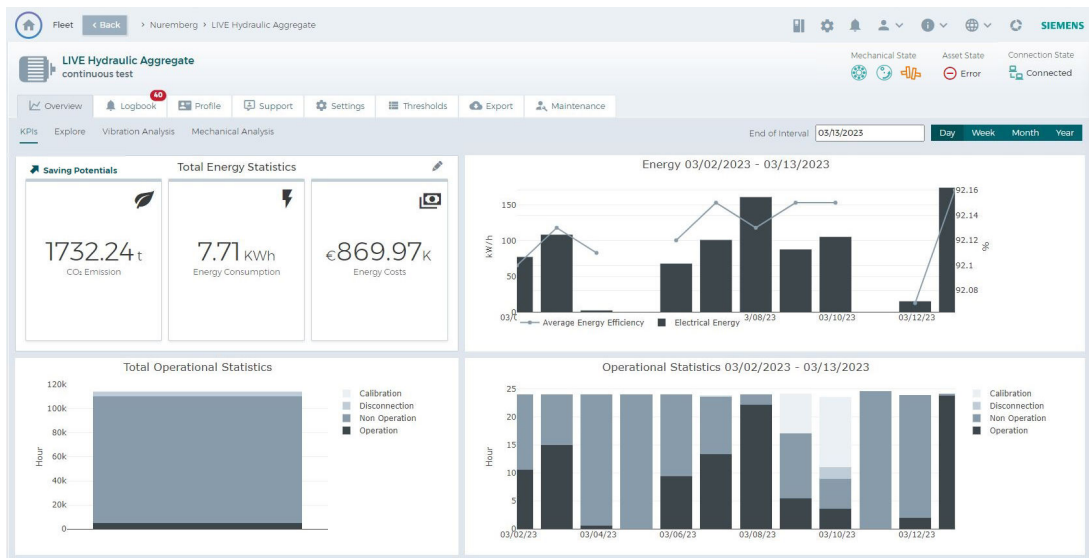 Fleet < Back > Nuremberg > LIVE Hydraulic Aggregate SIEMENS
LIVE Hydraulic Aggregate
continuous test
Mechanical State Asset State Connection State
Error Connected
Overview Logbook 40 Profile Support Settings Thresholds Export Maintenance
KPIs Explore Vibration Analysis Mechanical Analysis End of Interval 03/13/2023 Day Week Month Year
Saving Potentials Total Energy Statistics
1732.24 t
CO₂ Emission
7.71 KWh
Energy Consumption
€869.97K
Energy Costs
Energy 03/02/2023 - 03/13/2023
kW/h
150
100
50
0
92.16
92.14
92.12
92.1
92.08
%
3/08/23 03/10/23 03/12/23
Average Energy Efficiency Electrical Energy
Total Operational Statistics
Hour
120k
100k
80k
60k
40k
20k
0
Calibration
Disconnection
Non Operation
Operation
Operational Statistics 03/02/2023 - 03/13/2023
Hour
25
20
15
10
5
0
03/02/23 03/04/23 03/06/23 03/08/23 03/10/23 03/12/23
Calibration
Disconnection
Non Operation
Operation